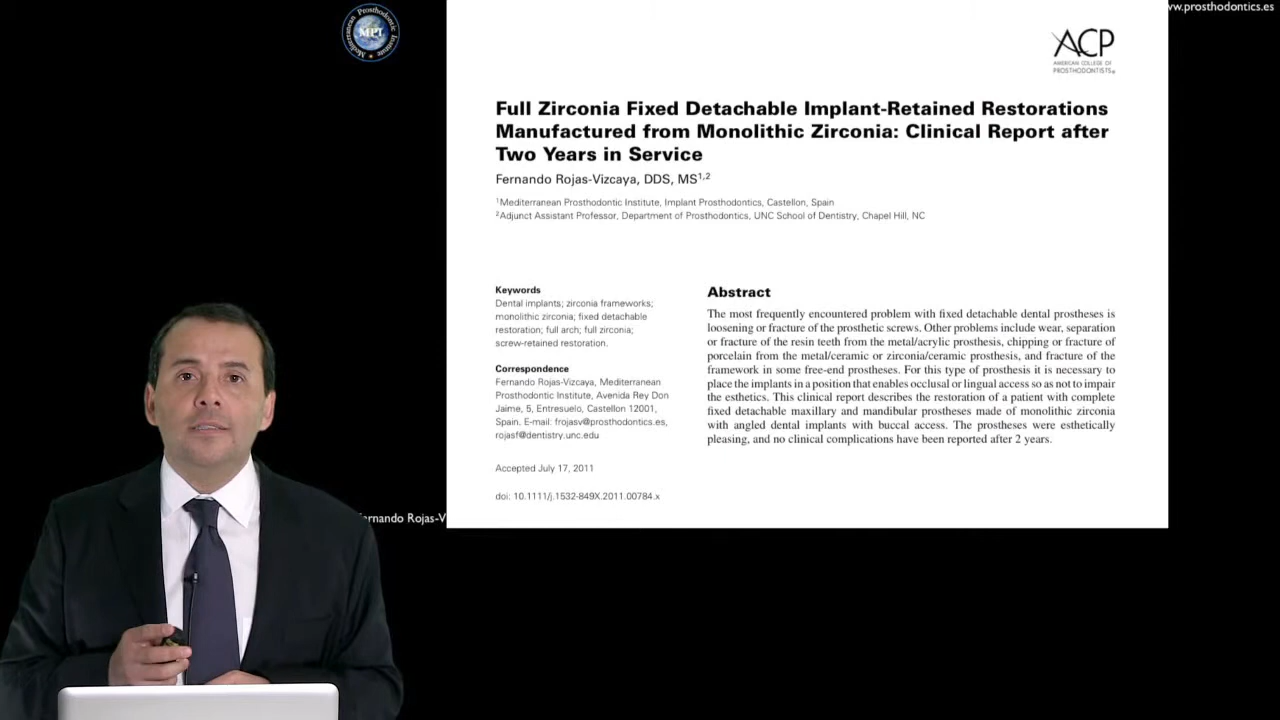 www.prosthodontics.es
Mediterranean Prosthodontic Institute
MPI
ACP
AMERICAN COLLEGE OF
PROSTHODONTISTS
Full Zirconia Fixed Detachable Implant-Retained Restorations
Manufactured from Monolithic Zirconia: Clinical Report after
Two Years in Service
Fernando Rojas-Vizcaya, DDS, MS1,2
1Mediterranean Prosthodontic Institute, Implant Prosthodontics, Castellon, Spain
2Adjunct Assistant Professor, Department of Prosthodontics, UNC School of Dentistry, Chapel Hill, NC
Keywords
Dental implants; zirconia frameworks;
monolithic zirconia; fixed detachable
restoration; full arch; full zirconia;
screw-retained restoration.
Correspondence
Fernando Rojas-Vizcaya, Mediterranean
Prosthodontic Institute, Avenida Rey Don
Jaime, 5, Entresuelo, Castellon 12001,
Spain. E-mail: frojasv@prosthodontics.es,
rojasf@dentistry.unc.edu
Accepted July 17, 2011
doi: 10.1111/j.1532-849X.2011.00784.x
Abstract
The most frequently encountered problem with fixed detachable dental prostheses is
loosening or fracture of the prosthetic screws. Other problems include wear, separation
or fracture of the resin teeth from the metal/acrylic prosthesis, chipping or fracture of
porcelain from the metal/ceramic or zirconia/ceramic prosthesis, and fracture of the
framework in some free-end prostheses. For this type of prosthesis it is necessary to
place the implants in a position that enables occlusal or lingual access so as not to impair
the esthetics. This clinical report describes the restoration of a patient with complete
fixed detachable maxillary and mandibular prostheses made of monolithic zirconia
with angled dental implants with buccal access. The prostheses were esthetically
pleasing, and no clinical complications have been reported after 2 years.
ernando Rojas-V